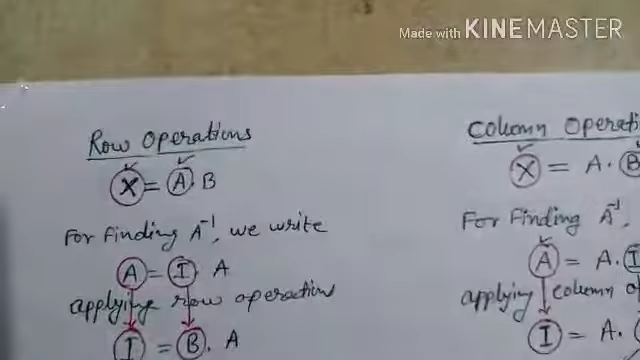 Made with KINEMASTER
Row Operations
X = A. B
For finding A⁻¹, we write
A = I A
applying row operations
I = B. A
Column Operati
X = A. B
For Finding A⁻¹,
A = A. I
applying column o
I = A.